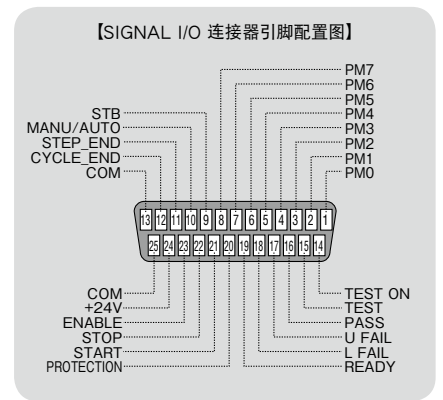 【SIGNAL I/O 连接器引脚配置图】
PM7
PM6
PM5
PM4
PM3
PM2
PM1
PM0
STB
MANU/AUTO
STEP_END
CYCLE_END
COM
13 12 11 10 9 8 7 6 5 4 3 2 1
25 24 23 22 21 20 19 18 17 16 15 14
COM
+24V
ENABLE
STOP
START
PROTECTION
TEST ON
TEST
PASS
U FAIL
L FAIL
READY